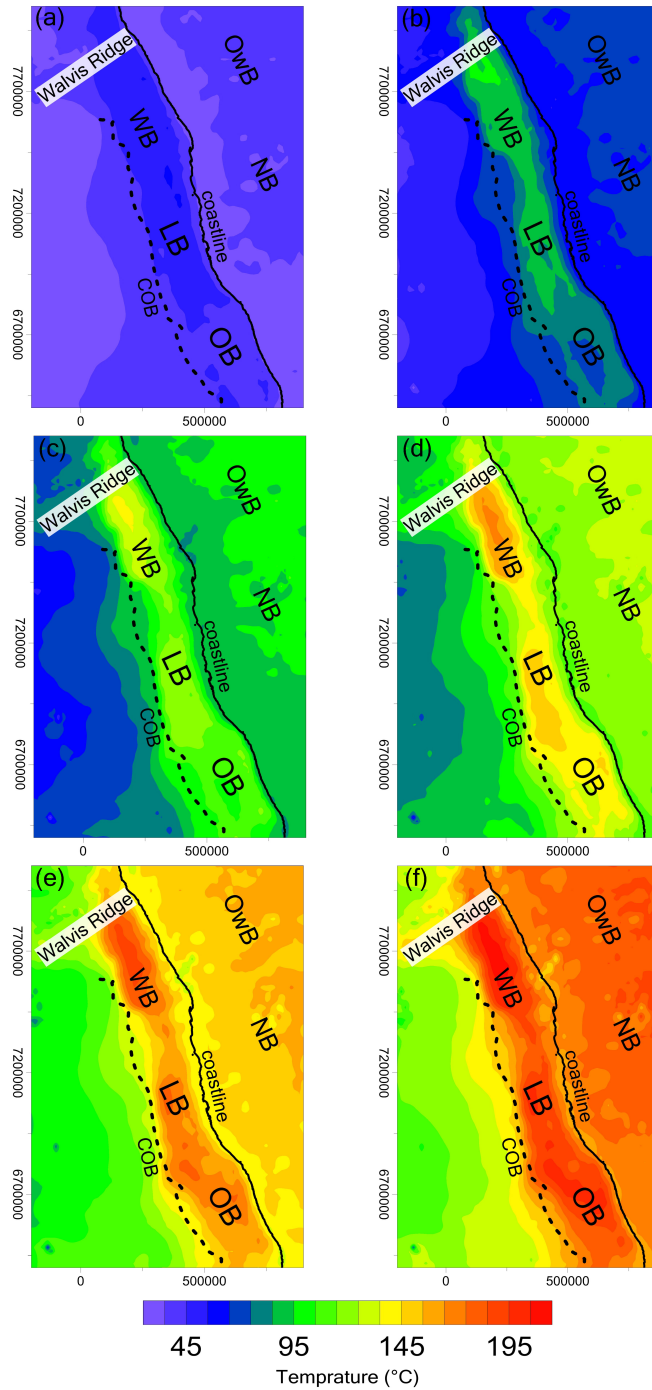 (a)
OwB
Walvis Ridge
WB
NB
coastline
LB
COB
OB
7700000
7200000
6700000
0
500000
(b)
OwB
Walvis Ridge
WB
NB
coastline
LB
COB
OB
7700000
7200000
6700000
0
500000
(c)
OwB
Walvis Ridge
WB
NB
coastline
LB
COB
OB
7700000
7200000
6700000
0
500000
(d)
OwB
Walvis Ridge
WB
NB
coastline
LB
COB
OB
7700000
7200000
6700000
0
500000
(e)
OwB
Walvis Ridge
WB
NB
coastline
LB
COB
OB
7700000
7200000
6700000
0
500000
(f)
OwB
Walvis Ridge
WB
NB
coastline
LB
COB
OB
7700000
7200000
6700000
0
500000
45 95 145 195
Temprature (°C)